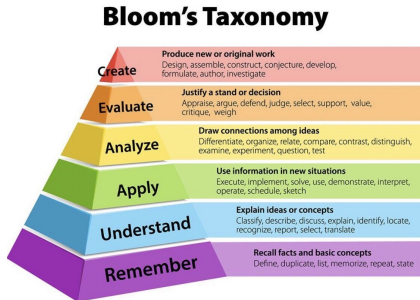 Bloom's Taxonomy
Create
Produce new or original work
Design, assemble, construct, conjecture, develop,
formulate, author, investigate
Evaluate
Justify a stand or decision
Appraise, argue, defend, judge, select, support, value,
critique, weigh
Analyze
Draw connections among ideas
Differentiate, organize, relate, compare, contrast, distinguish,
examine, experiment, question, test
Apply
Use information in new situations
Execute, implement, solve, use, demonstrate, interpret,
operate, schedule, sketch
Understand
Explain ideas or concepts
Classify, describe, discuss, explain, identify, locate,
recognize, report, select, translate
Remember
Recall facts and basic concepts
Define, duplicate, list, memorize, repeat, state